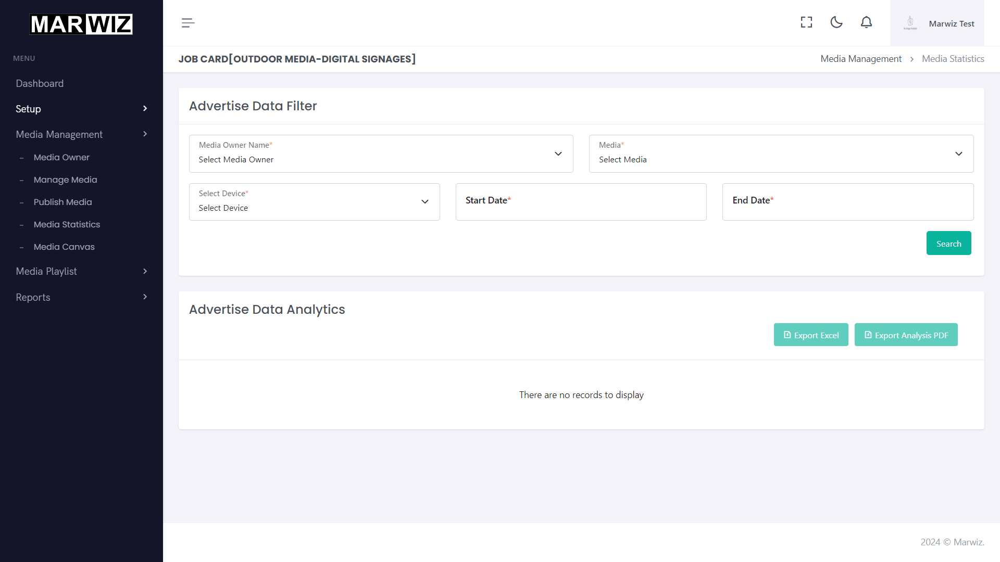 MARWIZ
MENU
Dashboard
Setup
Media Management
- Media Owner
- Manage Media
- Publish Media
- Media Statistics
- Media Canvas
Media Playlist
Reports
Marwiz Test
JOB CARD[OUTDOOR MEDIA-DIGITAL SIGNAGES]
Media Management > Media Statistics
Advertise Data Filter
Media Owner Name*
Select Media Owner
Media*
Select Media
Select Device*
Select Device
Start Date*
End Date*
Search
Advertise Data Analytics
Export Excel
Export Analysis PDF
There are no records to display
2024 © Marwiz.